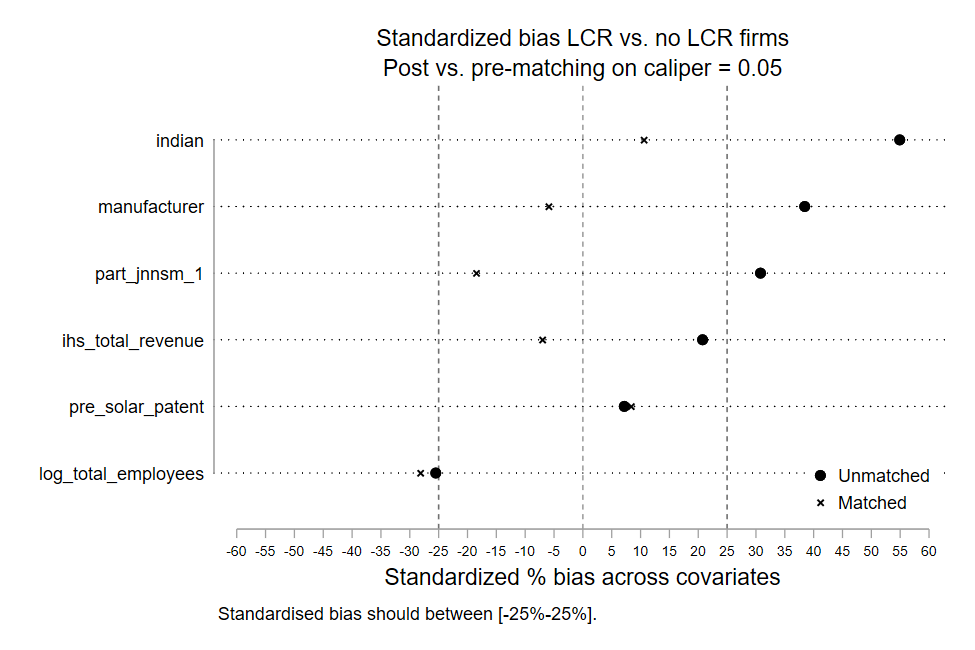 Standardized bias LCR vs. no LCR firms
Post vs. pre-matching on caliper = 0.05
indian
manufacturer
part_jnnsm_1
ihs_total_revenue
pre_solar_patent
log_total_employees
Unmatched
Matched
-60 -55 -50 -45 -40 -35 -30 -25 -20 -15 -10 -5 0 5 10 15 20 25 30 35 40 45 50 55 60
Standardized % bias across covariates
Standardised bias should between [-25%-25%].